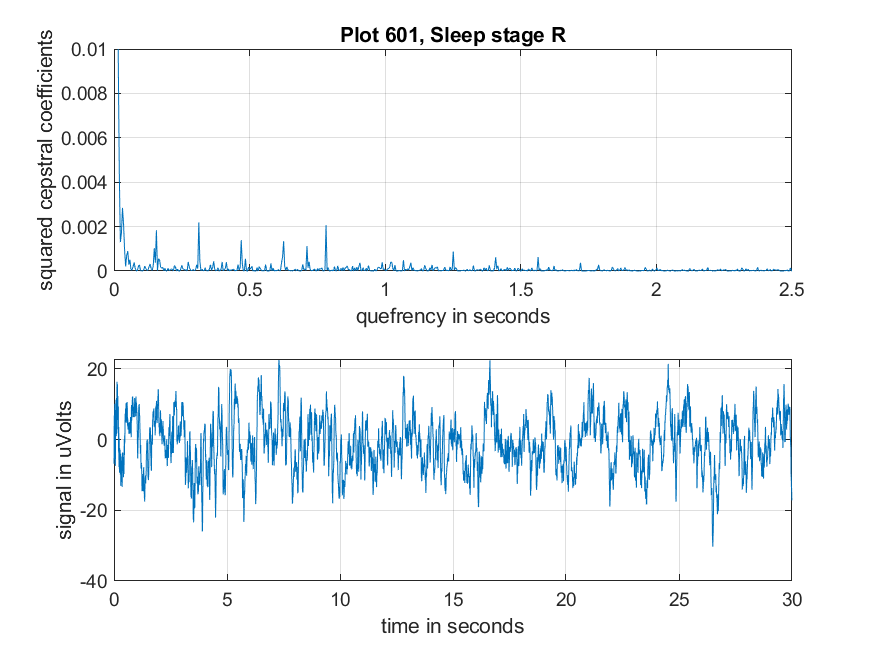 Plot 601, Sleep stage R
squared cepstral coefficients
0.01
0.008
0.006
0.004
0.002
0
0 0.5 1 1.5 2 2.5
quefrency in seconds
signal in uVolts
20
0
-20
-40
0 5 10 15 20 25 30
time in seconds